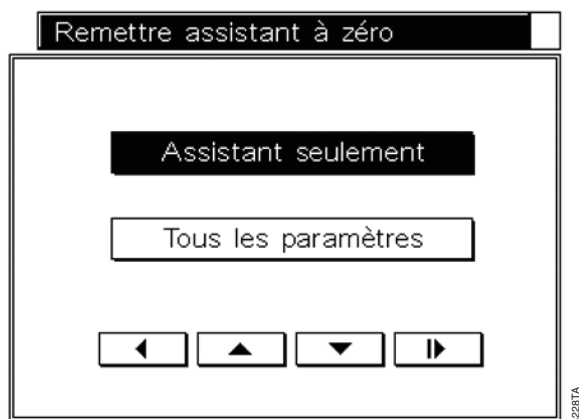 Remettre assistant à zéro
Assistant seulement
Tous les paramètres
228TA